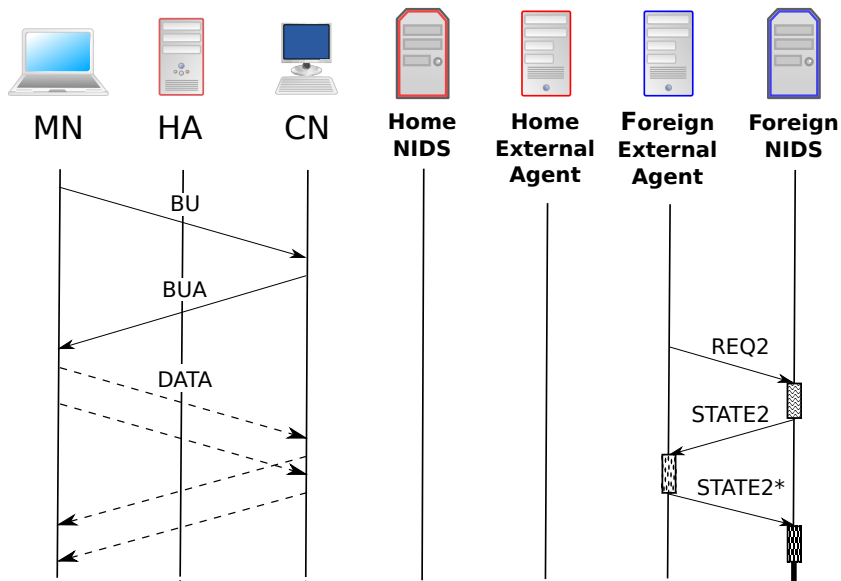 MN
HA
CN
Home
NIDS
Home
External
Agent
Foreign
External
Agent
Foreign
NIDS
BU
BUA
DATA
REQ2
STATE2
STATE2*